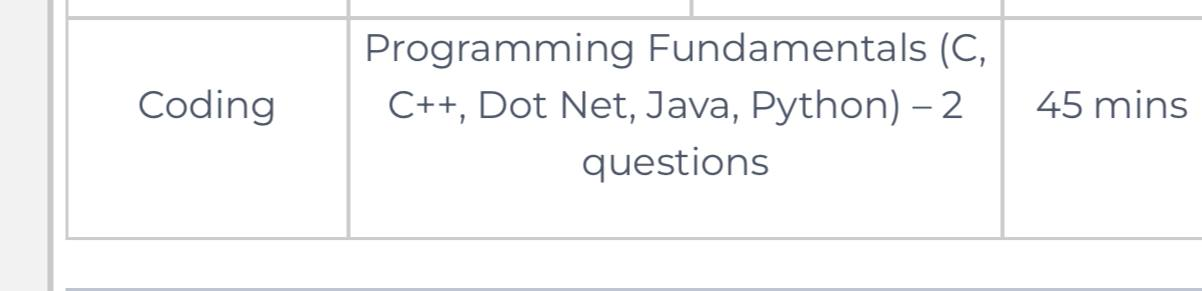 Coding
Programming Fundamentals (C,
C++, Dot Net, Java, Python) – 2
questions
45 mins